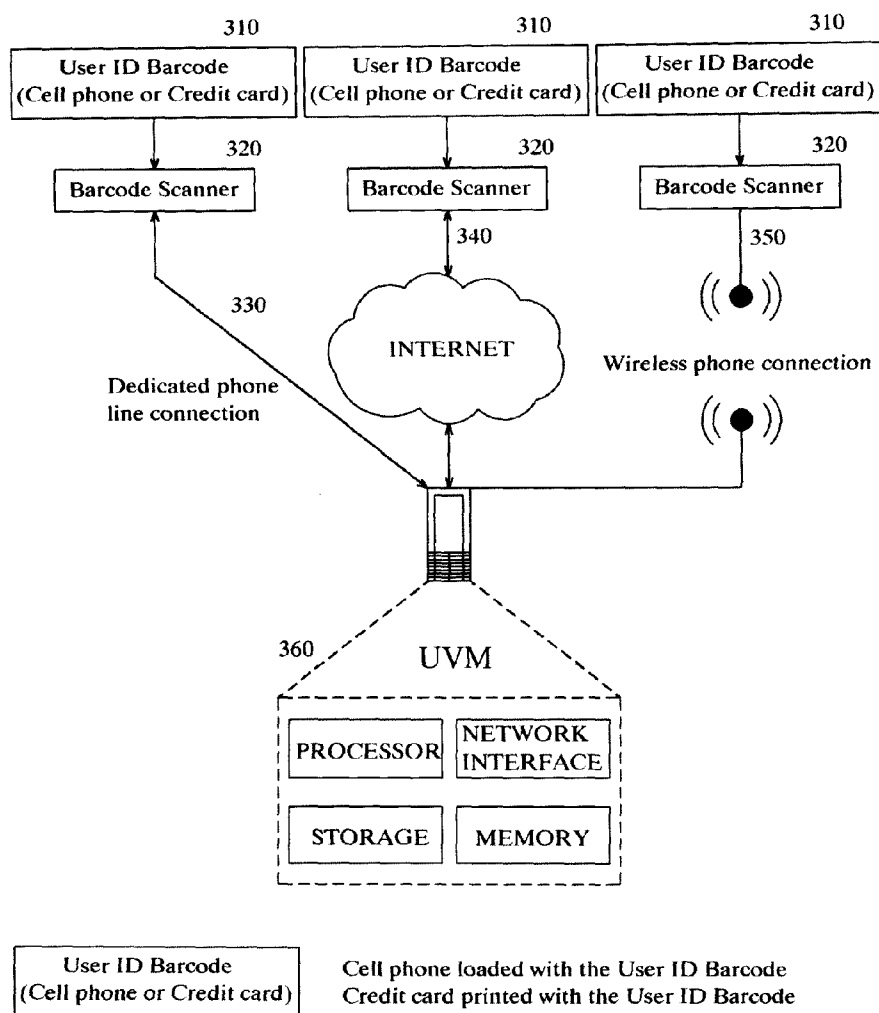 310 310 310
User ID Barcode User ID Barcode User ID Barcode
(Cell phone or Credit card) (Cell phone or Credit card) (Cell phone or Credit card)
320 320 320
Barcode Scanner Barcode Scanner Barcode Scanner
340 350
330
INTERNET
Wireless phone connection
Dedicated phone
line connection
360
UVM
PROCESSOR
NETWORK
INTERFACE
STORAGE MEMORY
User ID Barcode
(Cell phone or Credit card)
Cell phone loaded with the User ID Barcode
Credit card printed with the User ID Barcode